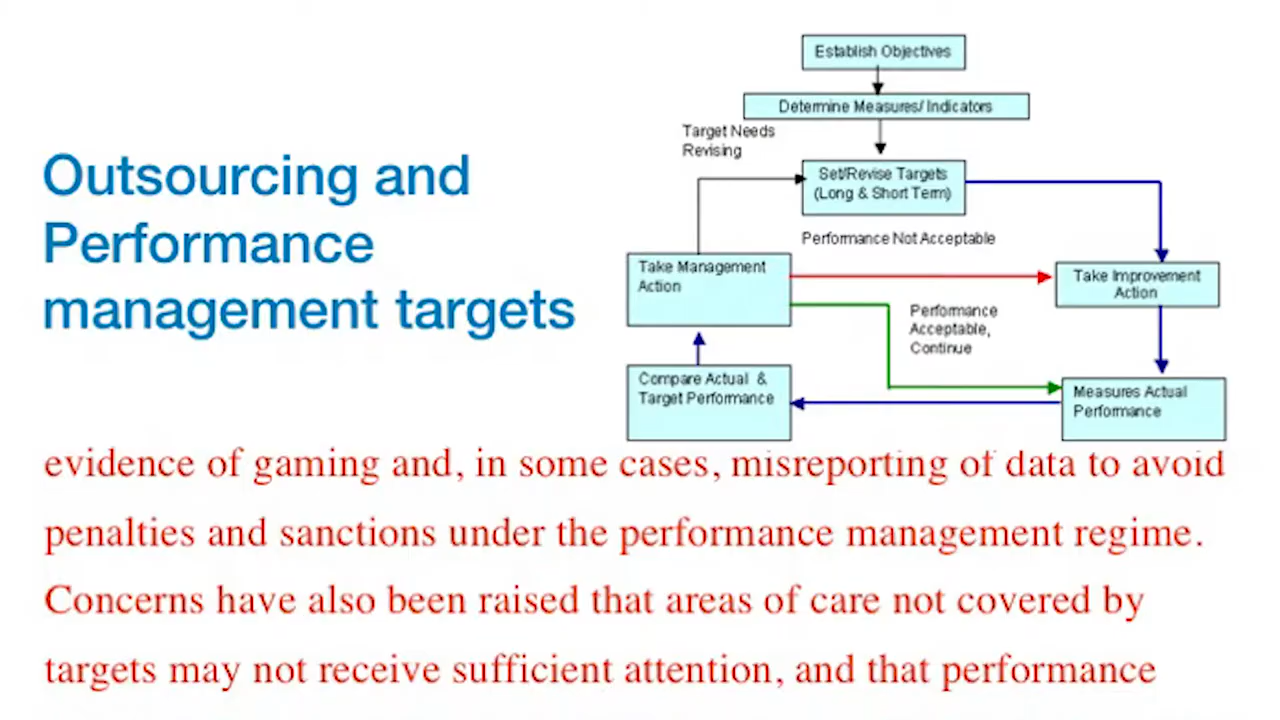 Outsourcing and
Performance
management targets
Establish Objectives
Determine Measures/ Indicators
Target Needs
Revising
Set/Revise Targets
(Long & Short Term)
Performance Not Acceptable
Take Management
Action
Take Improvement
Action
Performance
Acceptable,
Continue
Compare Actual &
Target Performance
Measures Actual
Performance
evidence of gaming and, in some cases, misreporting of data to avoid
penalties and sanctions under the performance management regime.
Concerns have also been raised that areas of care not covered by
targets may not receive sufficient attention, and that performance